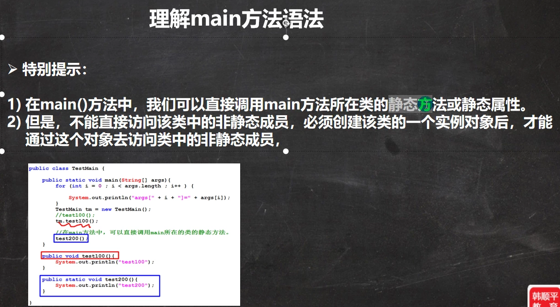 理解main方法语法
➢ 特别提示：
1) 在main()方法中，我们可以直接调用main方法所在类的静态方法或静态属性。
2) 但是，不能直接访问该类中的非静态成员，必须创建该类的一个实例对象后，才能
通过这个对象去访问类中的非静态成员，
public class TestMain {
public static void main(String[] args){
for (int i = 0 ; i < args.length ; i++ ) {
System.out.println("args[" + i + "]=" + args[i]);
}
TestMain tm = new TestMain();
//test100();
tm.test100();
//在main方法中，可以直接调用main所在的类的静态方法。
test200();
}
public void test100(){
System.out.println("test100");
}
public static void test200(){
System.out.println("test200");
}
}
韩顺平
教育